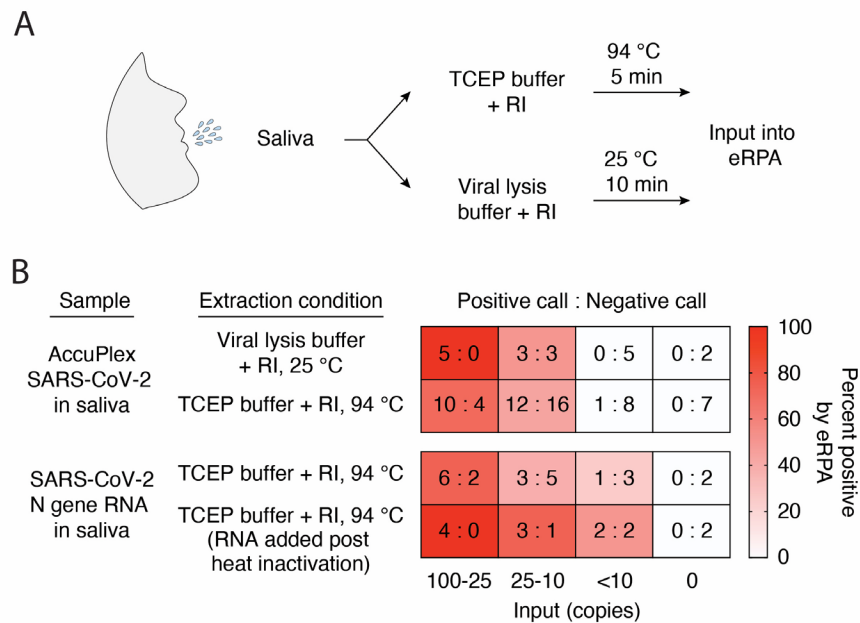 A
Saliva
TCEP buffer
+ RI
94 °C
5 min
Viral lysis
buffer + RI
25 °C
10 min
Input into
eRPA
B
Sample
Extraction condition
Positive call : Negative call
AccuPlex
SARS-CoV-2
in saliva
Viral lysis buffer
+ RI, 25 °C
5 : 0
3 : 3
0 : 5
0 : 2
TCEP buffer + RI, 94 °C
10 : 4
12 : 16
1 : 8
0 : 7
SARS-CoV-2
N gene RNA
in saliva
TCEP buffer + RI, 94 °C
6 : 2
3 : 5
1 : 3
0 : 2
TCEP buffer + RI, 94 °C
(RNA added post
heat inactivation)
4 : 0
3 : 1
2 : 2
0 : 2
100-25
25-10
<10
0
Input (copies)
100
80
60
40
20
0
Percent positive
by eRPA